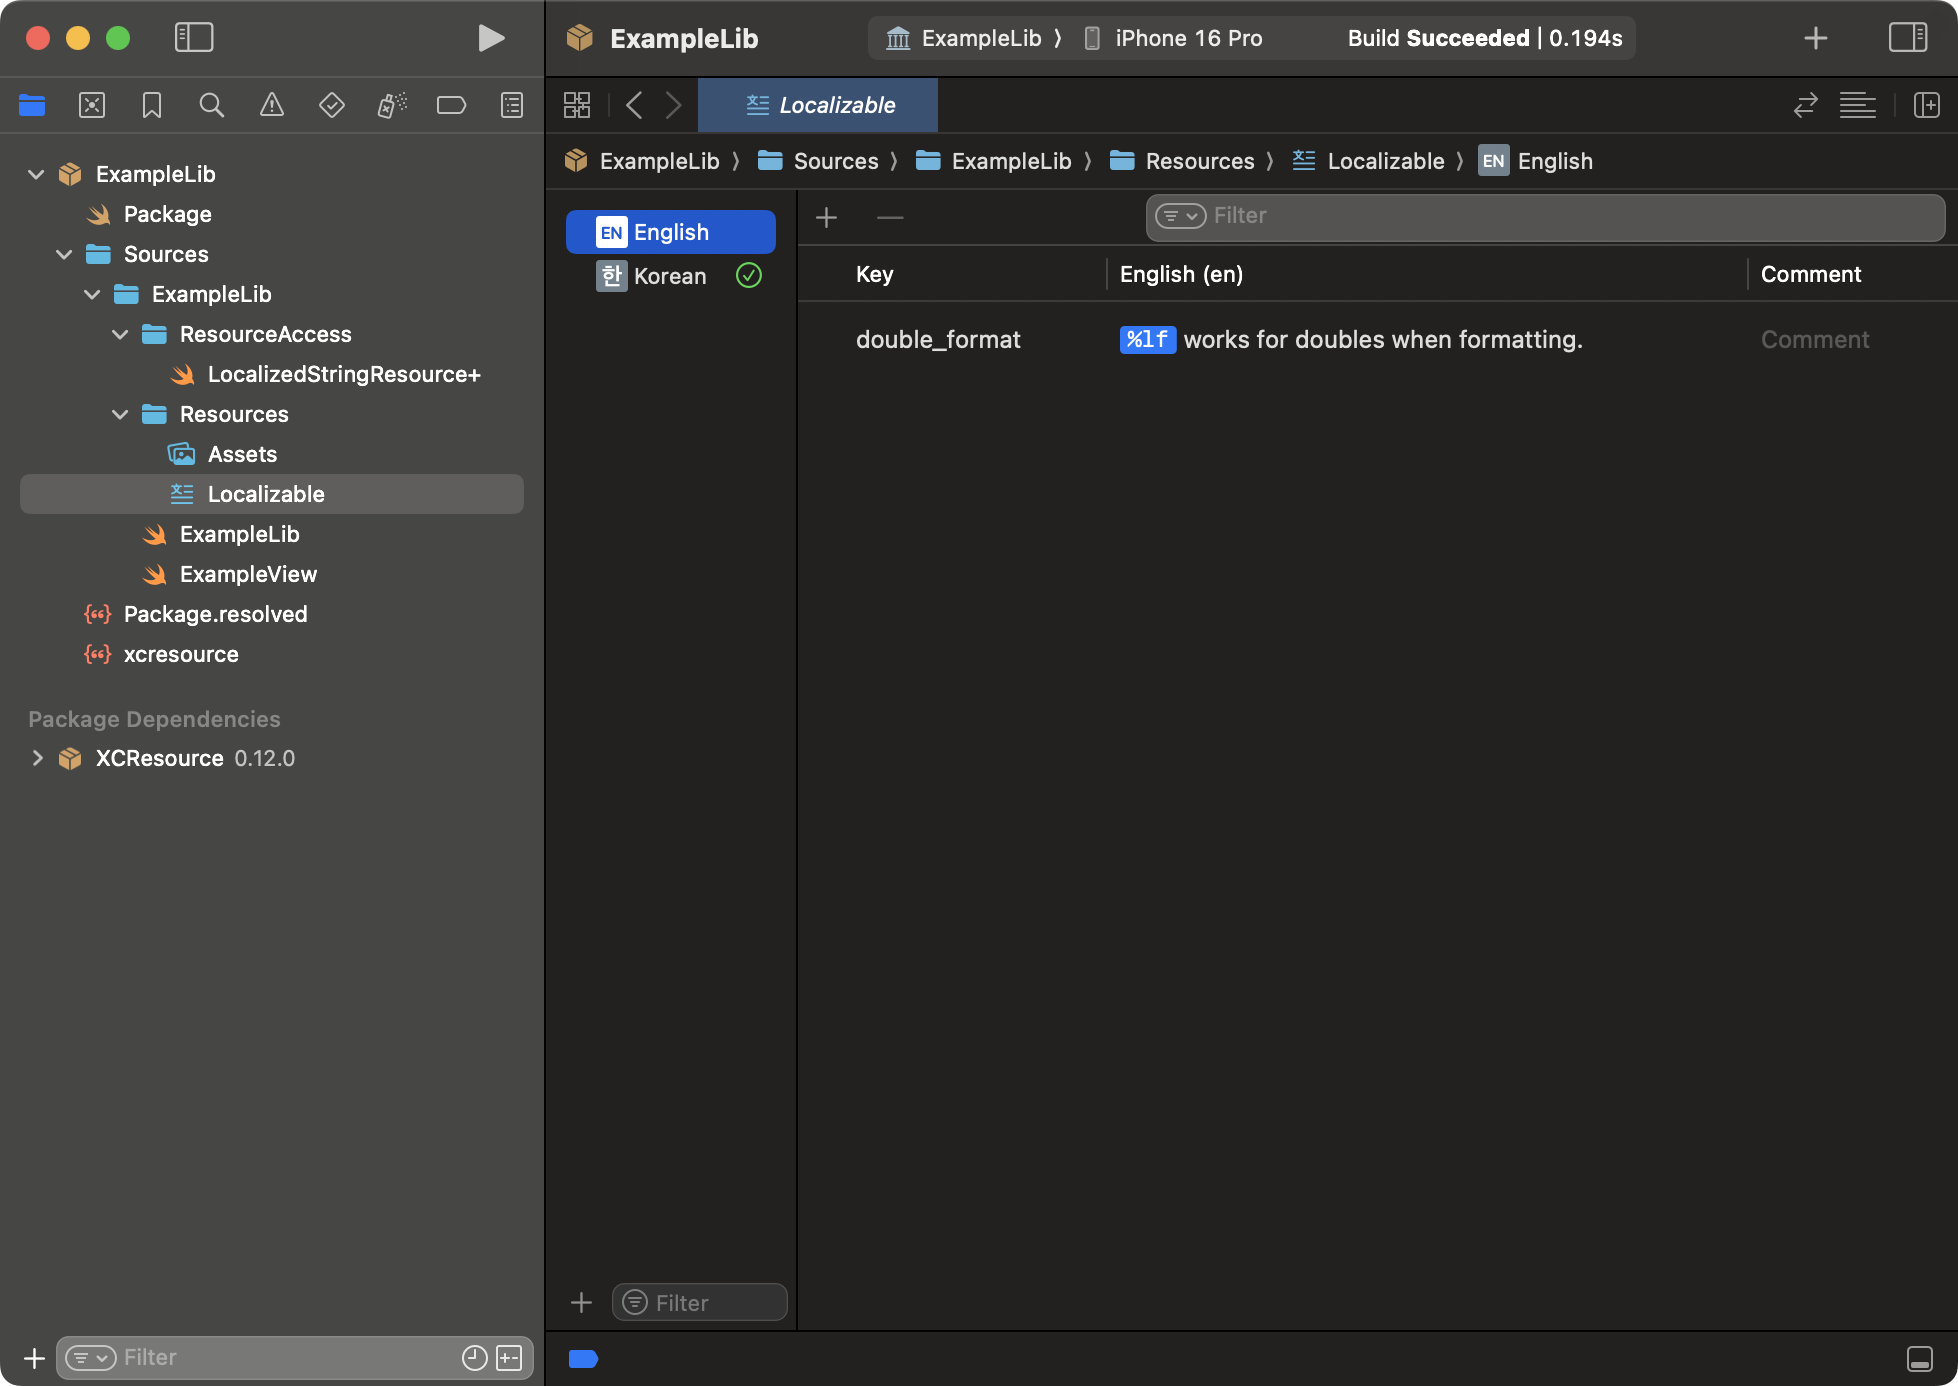 ExampleLib
ExampleLib 〉 iPhone 16 Pro
Build Succeeded | 0.194s
Localizable
ExampleLib 〉 Sources 〉 ExampleLib 〉 Resources 〉 Localizable 〉 EN English
ExampleLib
Package
Sources
ExampleLib
ResourceAccess
LocalizedStringResource+
Resources
Assets
Localizable
ExampleLib
ExampleView
Package.resolved
xcresource
Package Dependencies
XCResource 0.12.0
Filter
EN English
한 Korean
Filter
Filter
Key English (en) Comment
double_format %lf works for doubles when formatting. Comment